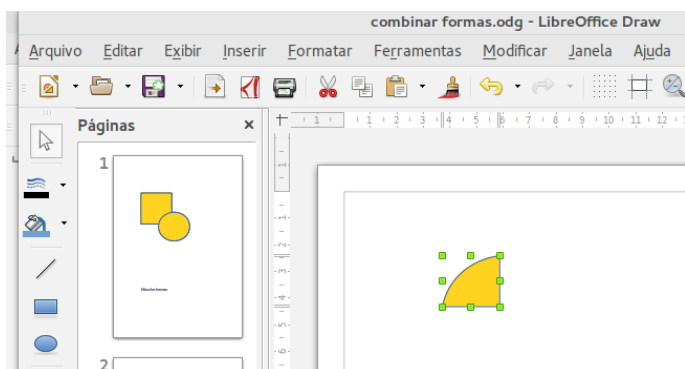 combinar formas.odg - LibreOffice Draw
Arquivo Editar Exibir Inserir Formatar Ferramentas Modificar Janela Ajuda
Páginas
1 1 2 3 4 5 6 7 8 9 10 11 12
1
2